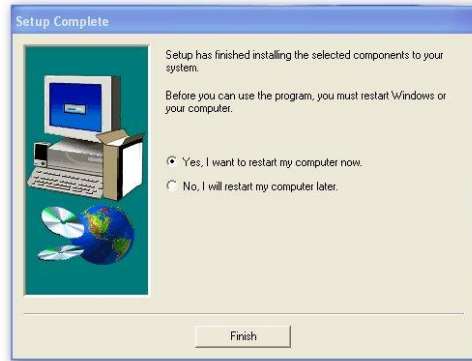 Setup Complete
Setup has finished installing the selected components to your
system.
Before you can use the program, you must restart Windows or
your computer.
Yes, I want to restart my computer now.
No, I will restart my computer later.
Finish